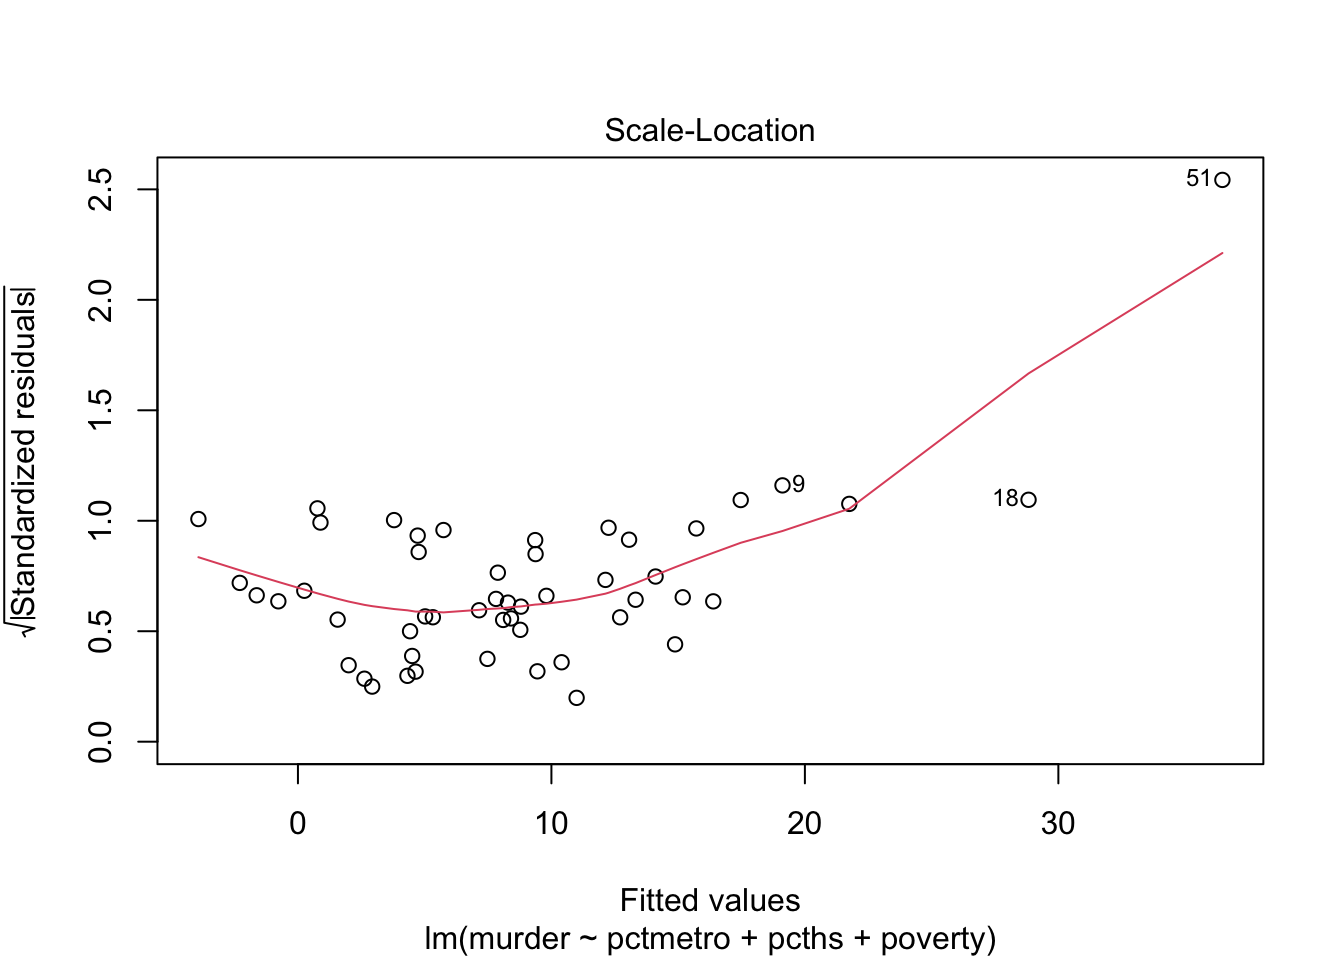 Scale-Location
√|Standardized residuals|
2.5
2.0
1.5
1.0
0.5
0.0
51
9
18
0 10 20 30
Fitted values
lm(murder ~ pctmetro + pcths + poverty)